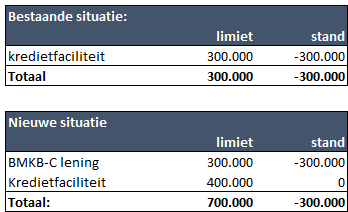 Bestaande situatie:
limiet stand
kredietfaciliteit 300.000 -300.000
Totaal 300.000 -300.000
Nieuwe situatie
limiet stand
BMKB-C lening 300.000 -300.000
Kredietfaciliteit 400.000 0
Totaal: 700.000 -300.000